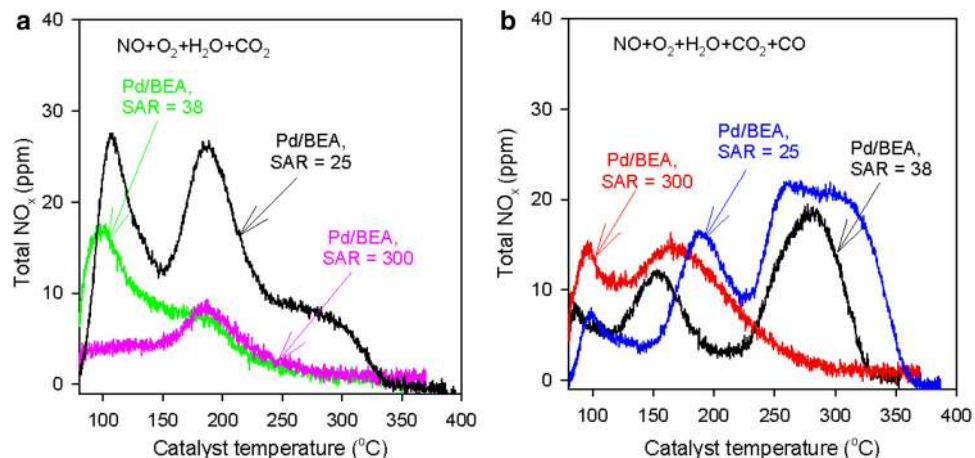 a
NO+O₂+H₂O+CO₂
Pd/BEA,
SAR = 38
Pd/BEA,
SAR = 25
Pd/BEA,
SAR = 300
Total NOₓ (ppm)
40
30
20
10
0
100 150 200 250 300 350 400
Catalyst temperature (°C)
b
NO+O₂+H₂O+CO₂+CO
Pd/BEA,
SAR = 300
Pd/BEA,
SAR = 25
Pd/BEA,
SAR = 38
Total NOₓ (ppm)
40
30
20
10
0
100 150 200 250 300 350 400
Catalyst temperature (°C)